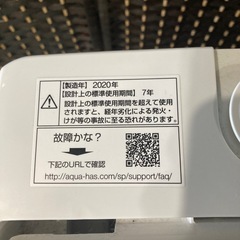 【製造年】2020年
【設計上の標準使用期間】 7年
設計上の標準使用期間を超えて使用
されますと、経年劣化による発火・
けが等の事故に至る恐れがあります。
故障かな？
下記のURLで確認
http://aqua-has.com/sp/support/faq/